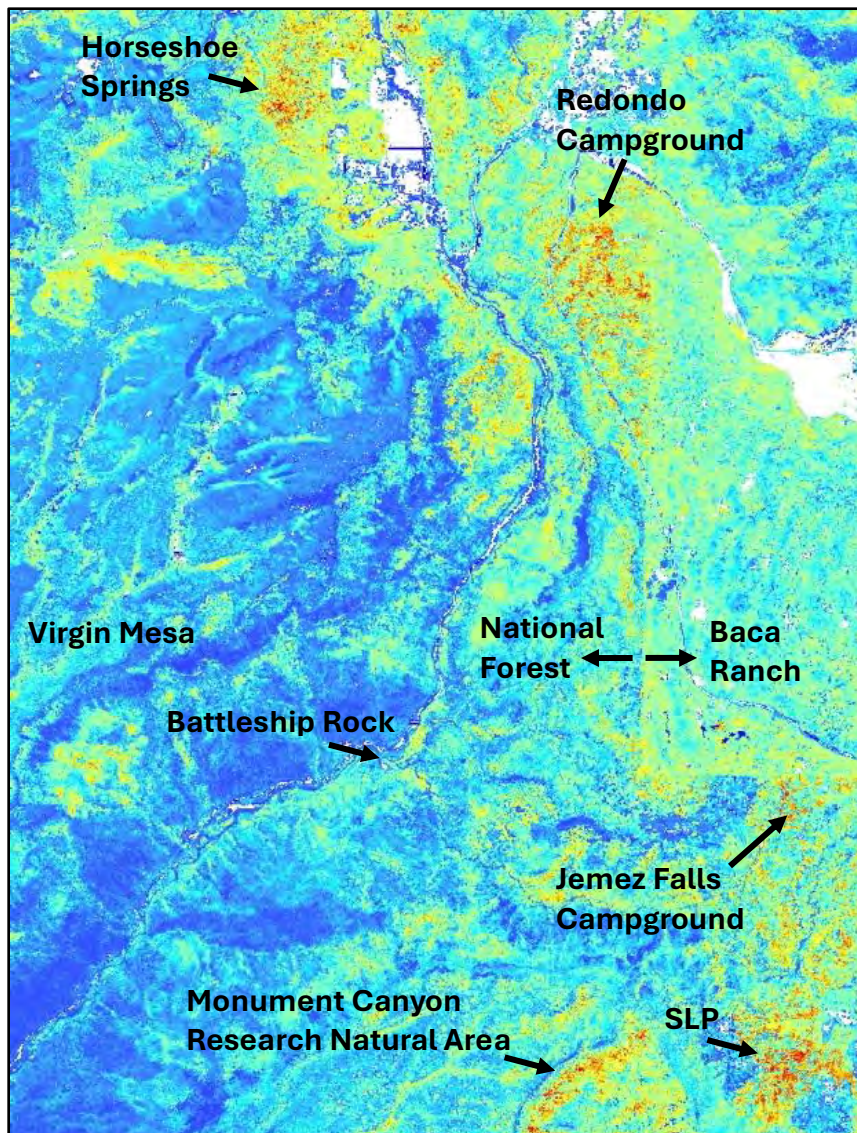 Horseshoe
Springs
Redondo
Campground
Virgin Mesa
National
Forest
Baca
Ranch
Battleship Rock
Jemez Falls
Campground
Monument Canyon
Research Natural Area
SLP